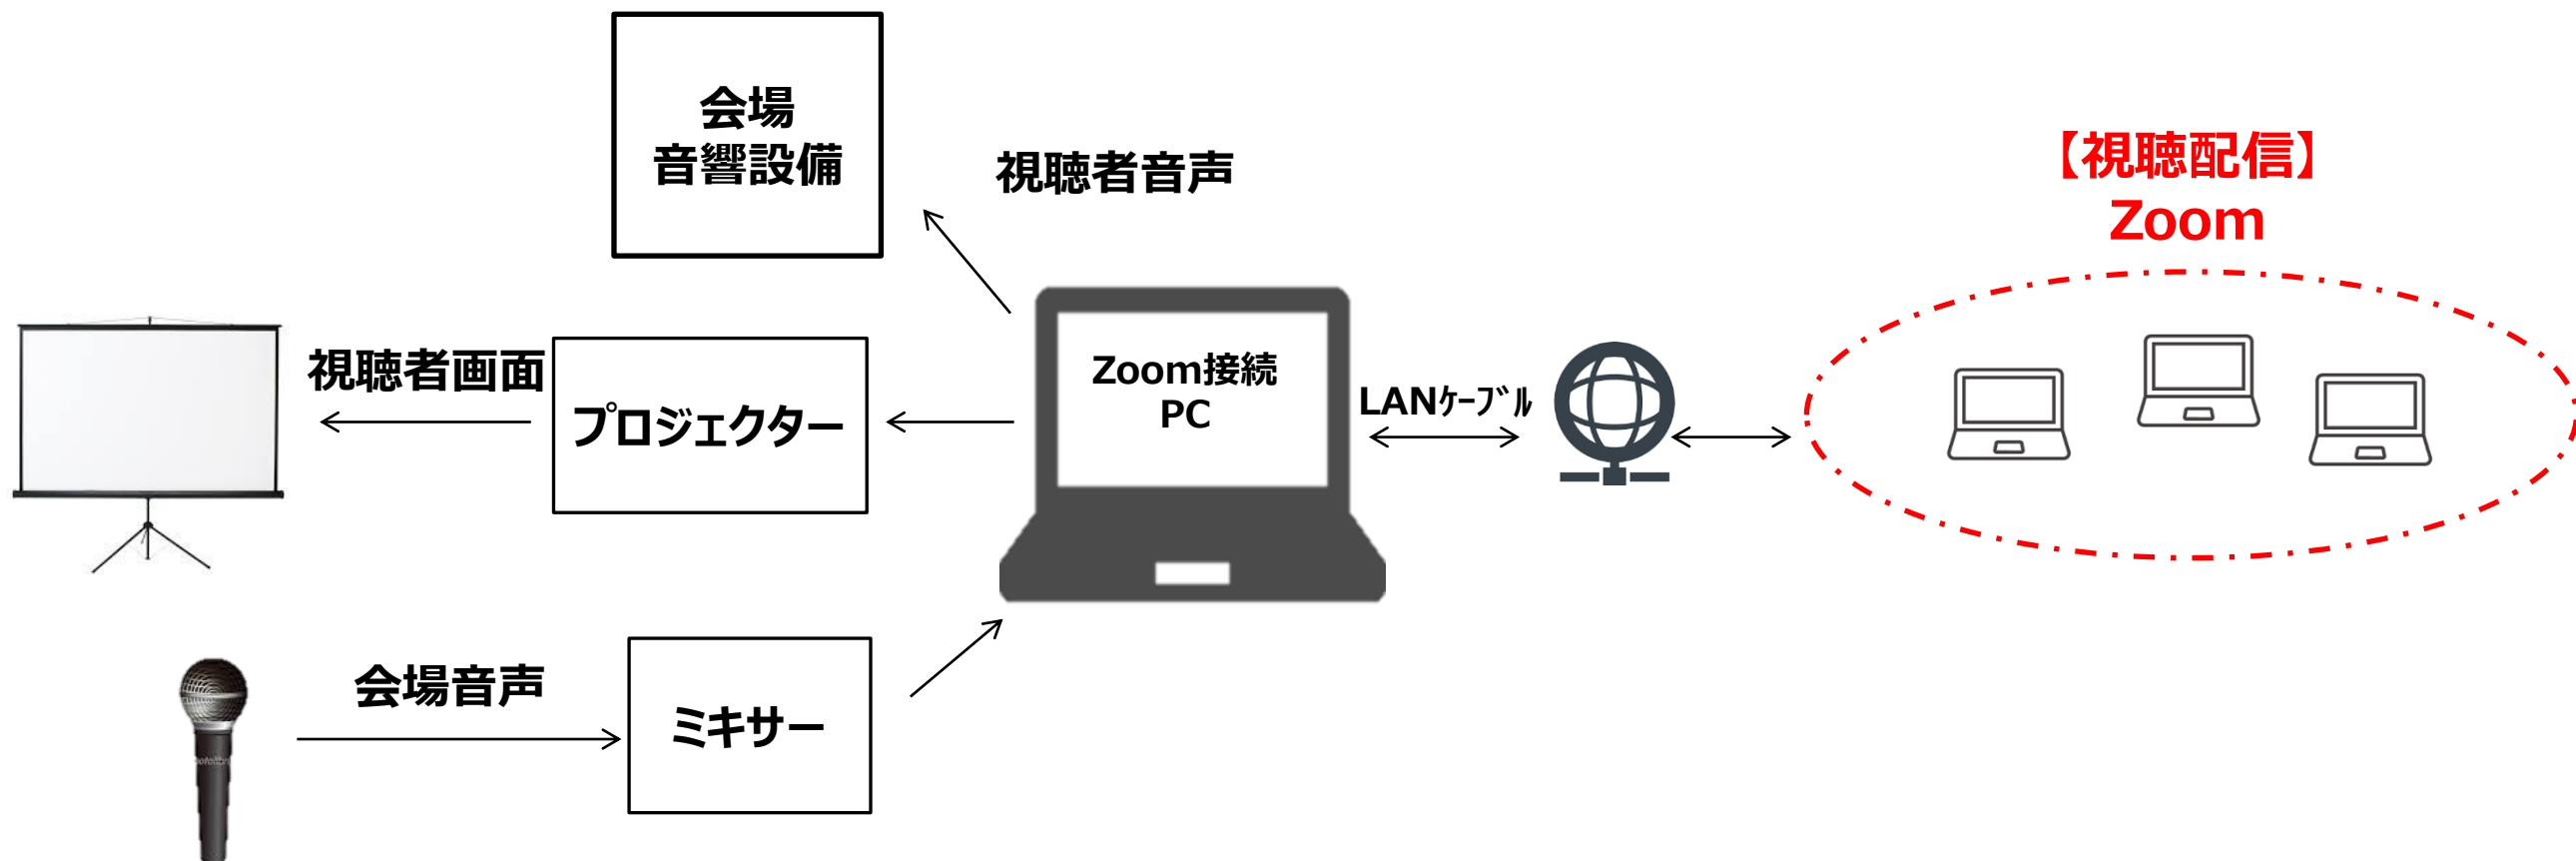 会場
音響設備
視聴者音声
【視聴配信】
Zoom
視聴者画面
プロジェクター
Zoom接続
PC
LANｹｰﾌﾞﾙ
会場音声
ミキサー